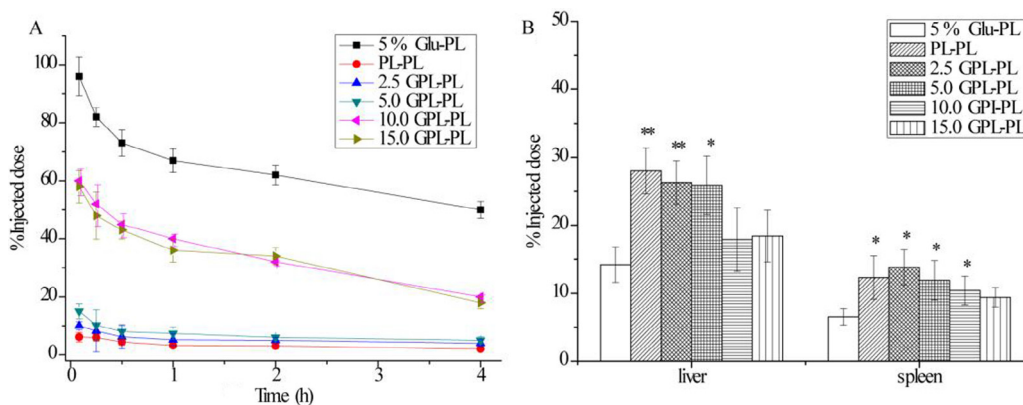 A
% Injected dose
100
80
60
40
20
0
0
1
2
3
4
Time (h)
5 % Glu-PL
PL-PL
2.5 GPL-PL
5.0 GPL-PL
10.0 GPL-PL
15.0 GPL-PL
B
% Injected dose
50
40
30
20
10
0
liver
spleen
5 % Glu-PL
PL-PL
2.5 GPL-PL
5.0 GPL-PL
10.0 GPI-PL
15.0 GPL-PL
** ** *
* * * *